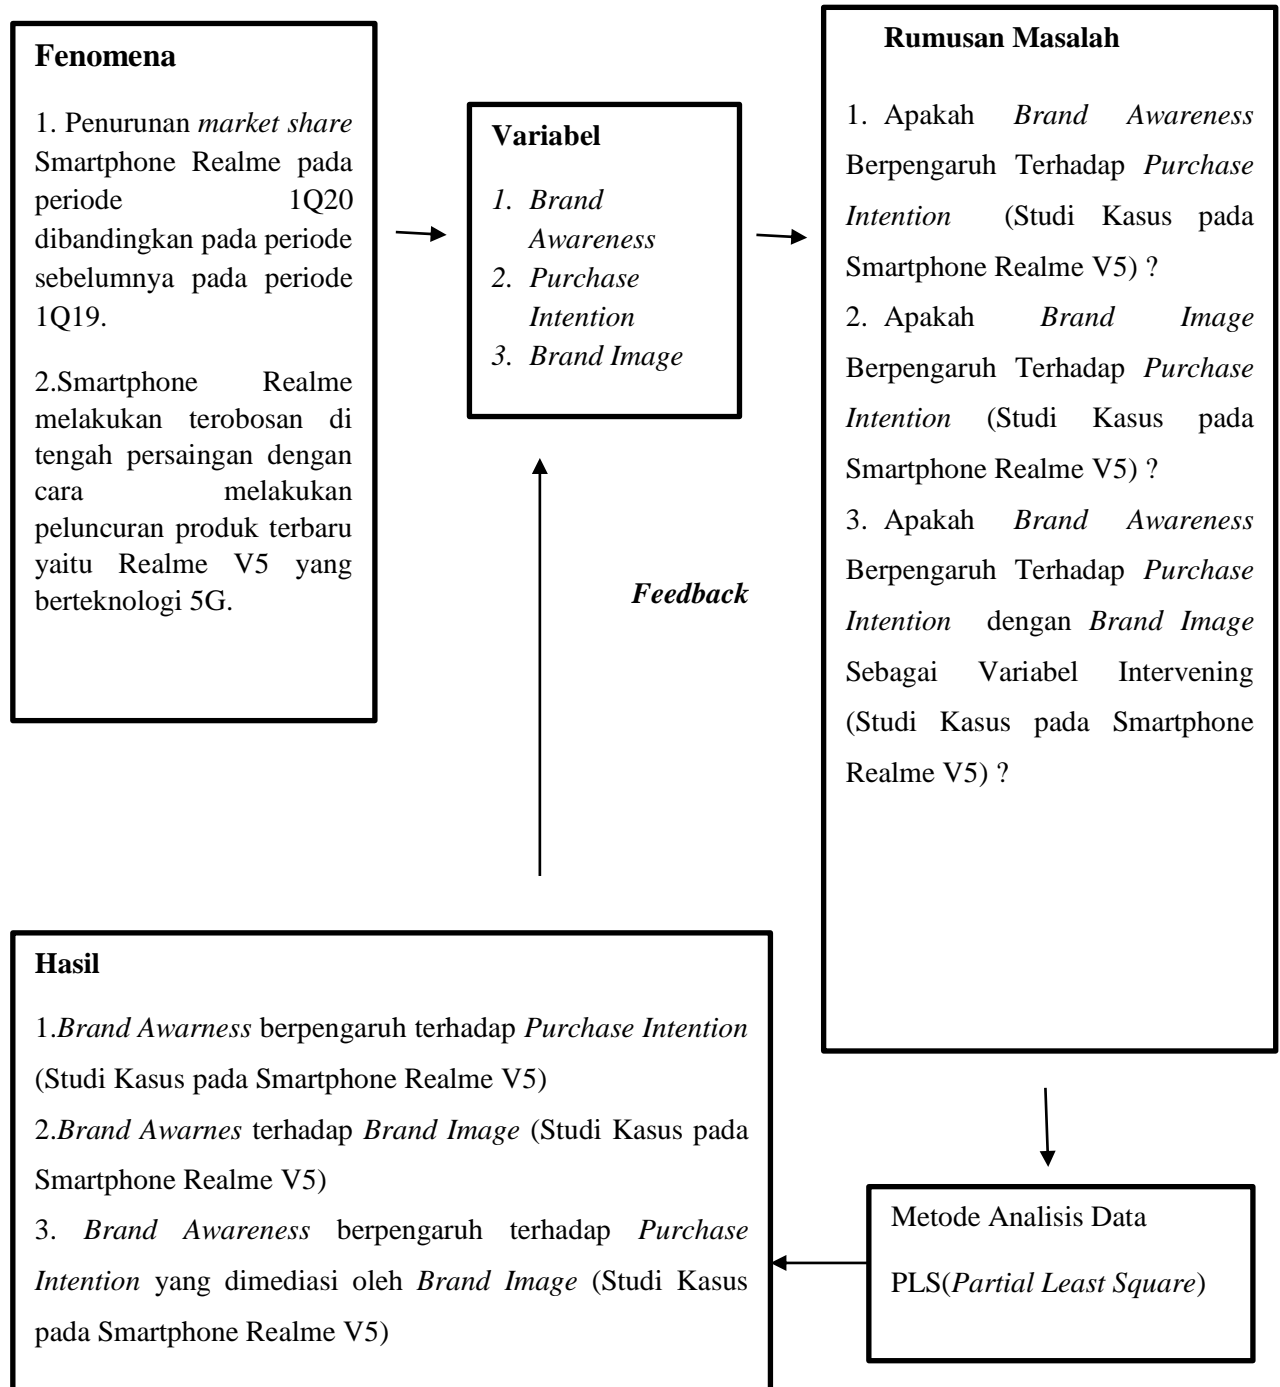 Fenomena
1. Penurunan market share
Smartphone Realme pada
periode 1Q20
dibandingkan pada periode
sebelumnya pada periode
1Q19.
2.Smartphone Realme
melakukan terobosan di
tengah persaingan dengan
cara melakukan
peluncuran produk terbaru
yaitu Realme V5 yang
berteknologi 5G.
Variabel
1. Brand
Awareness
2. Purchase
Intention
3. Brand Image
Rumusan Masalah
1. Apakah Brand Awareness
Berpengaruh Terhadap Purchase
Intention (Studi Kasus pada
Smartphone Realme V5) ?
2. Apakah Brand Image
Berpengaruh Terhadap Purchase
Intention (Studi Kasus pada
Smartphone Realme V5) ?
3. Apakah Brand Awareness
Berpengaruh Terhadap Purchase
Intention dengan Brand Image
Sebagai Variabel Intervening
(Studi Kasus pada Smartphone
Realme V5) ?
Feedback
Metode Analisis Data
PLS(Partial Least Square)
Hasil
1.Brand Awarness berpengaruh terhadap Purchase Intention
(Studi Kasus pada Smartphone Realme V5)
2.Brand Awarnes terhadap Brand Image (Studi Kasus pada
Smartphone Realme V5)
3. Brand Awareness berpengaruh terhadap Purchase
Intention yang dimediasi oleh Brand Image (Studi Kasus
pada Smartphone Realme V5)